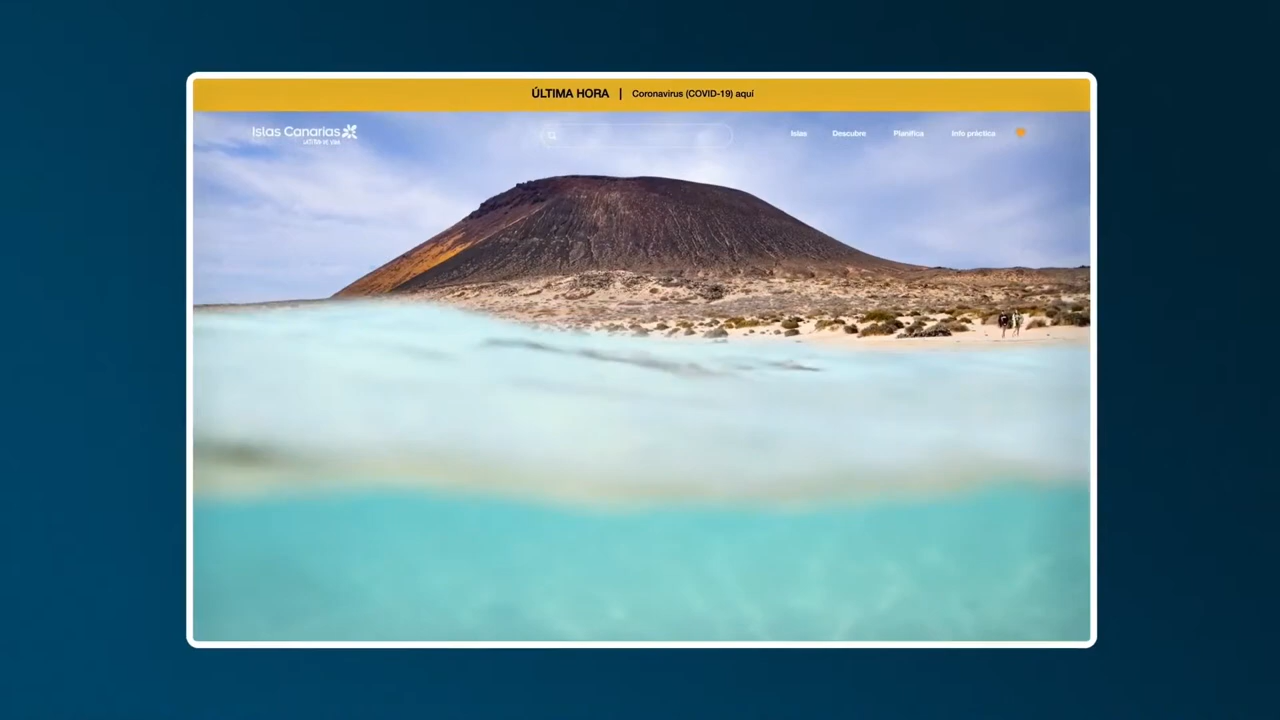 ÚLTIMA HORA | Coronavirus (COVID-19) aquí
Islas Canarias
Islas Descubre Planifica Info práctica